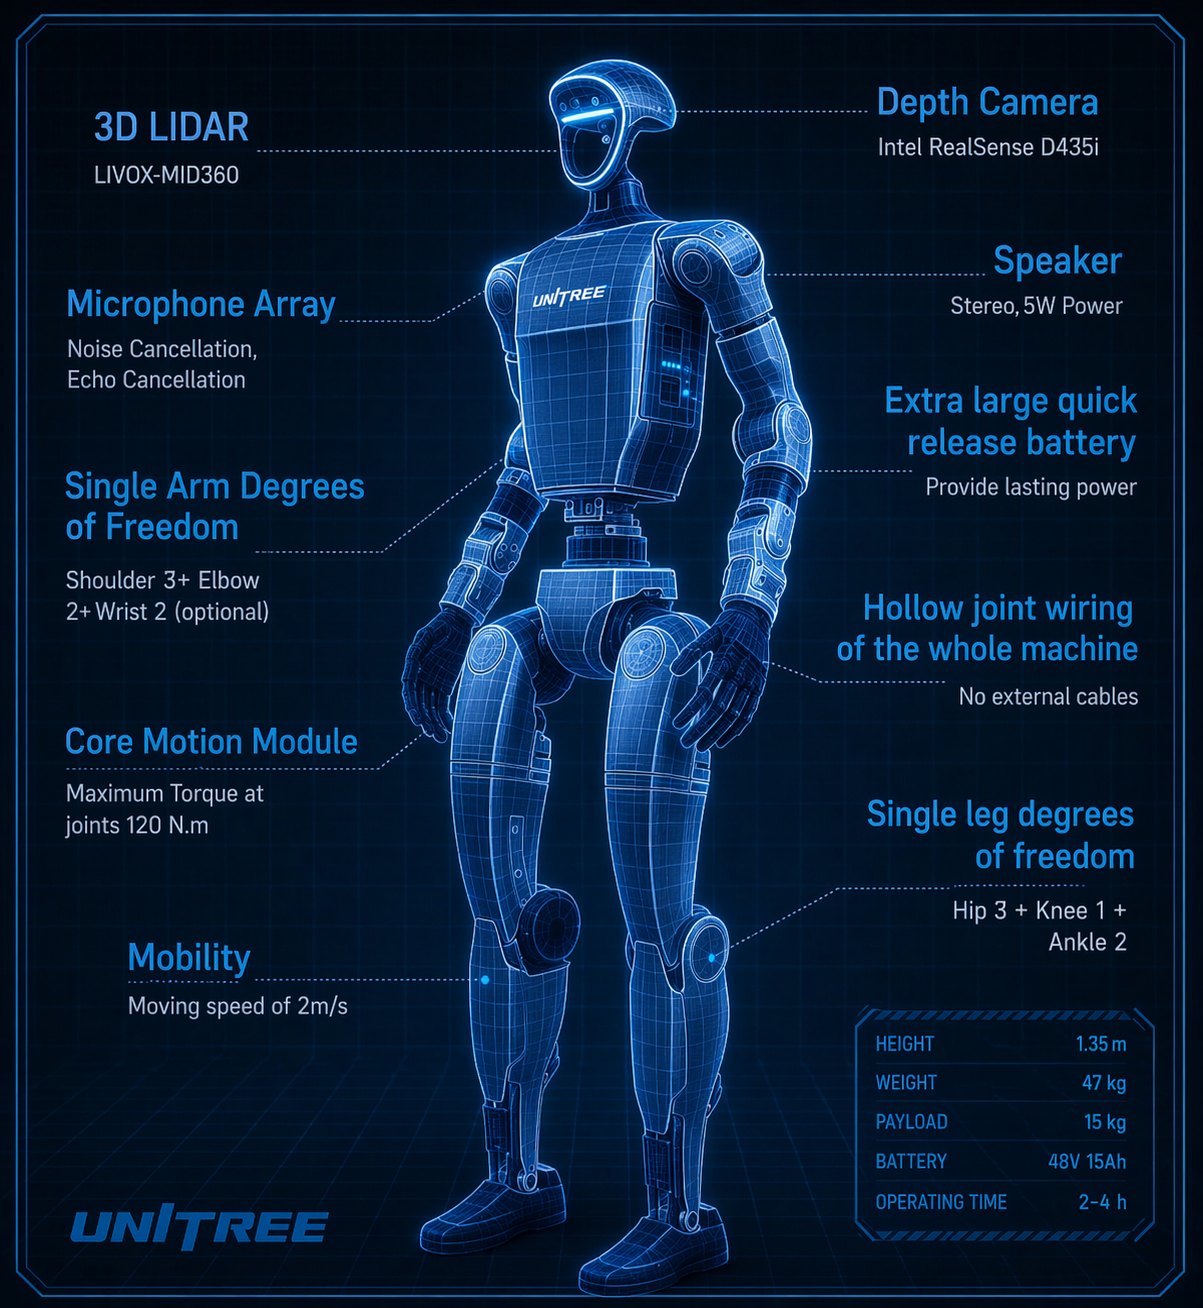 3D LIDAR
LIVOX-MID360
Depth Camera
Intel RealSense D435i
Speaker
Stereo, 5W Power
Microphone Array
Noise Cancellation,
Echo Cancellation
UNITREE
Extra large quick
release battery
Provide lasting power
Single Arm Degrees
of Freedom
Shoulder 3+ Elbow
2+ Wrist 2 (optional)
Hollow joint wiring
of the whole machine
No external cables
Core Motion Module
Maximum Torque at
joints 120 N.m
Single leg degrees
of freedom
Hip 3 + Knee 1 +
Ankle 2
Mobility
Moving speed of 2m/s
HEIGHT 1.35 m
WEIGHT 47 kg
PAYLOAD 15 kg
BATTERY 48V 15Ah
OPERATING TIME 2-4 h
UNITREE